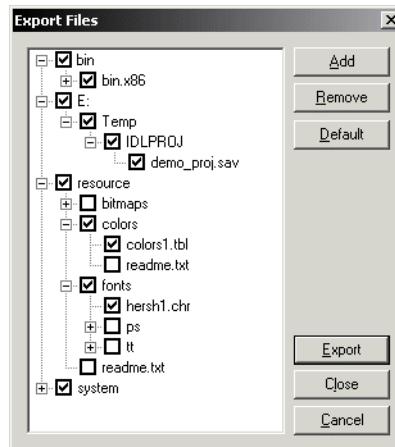 Export Files
bin
bin.x86
E:
Temp
IDLPROJ
demo_proj.sav
resource
bitmaps
colors
colors1.tbl
readme.txt
fonts
hersh1.chr
ps
tt
readme.txt
system
Add
Remove
Default
Export
Close
Cancel